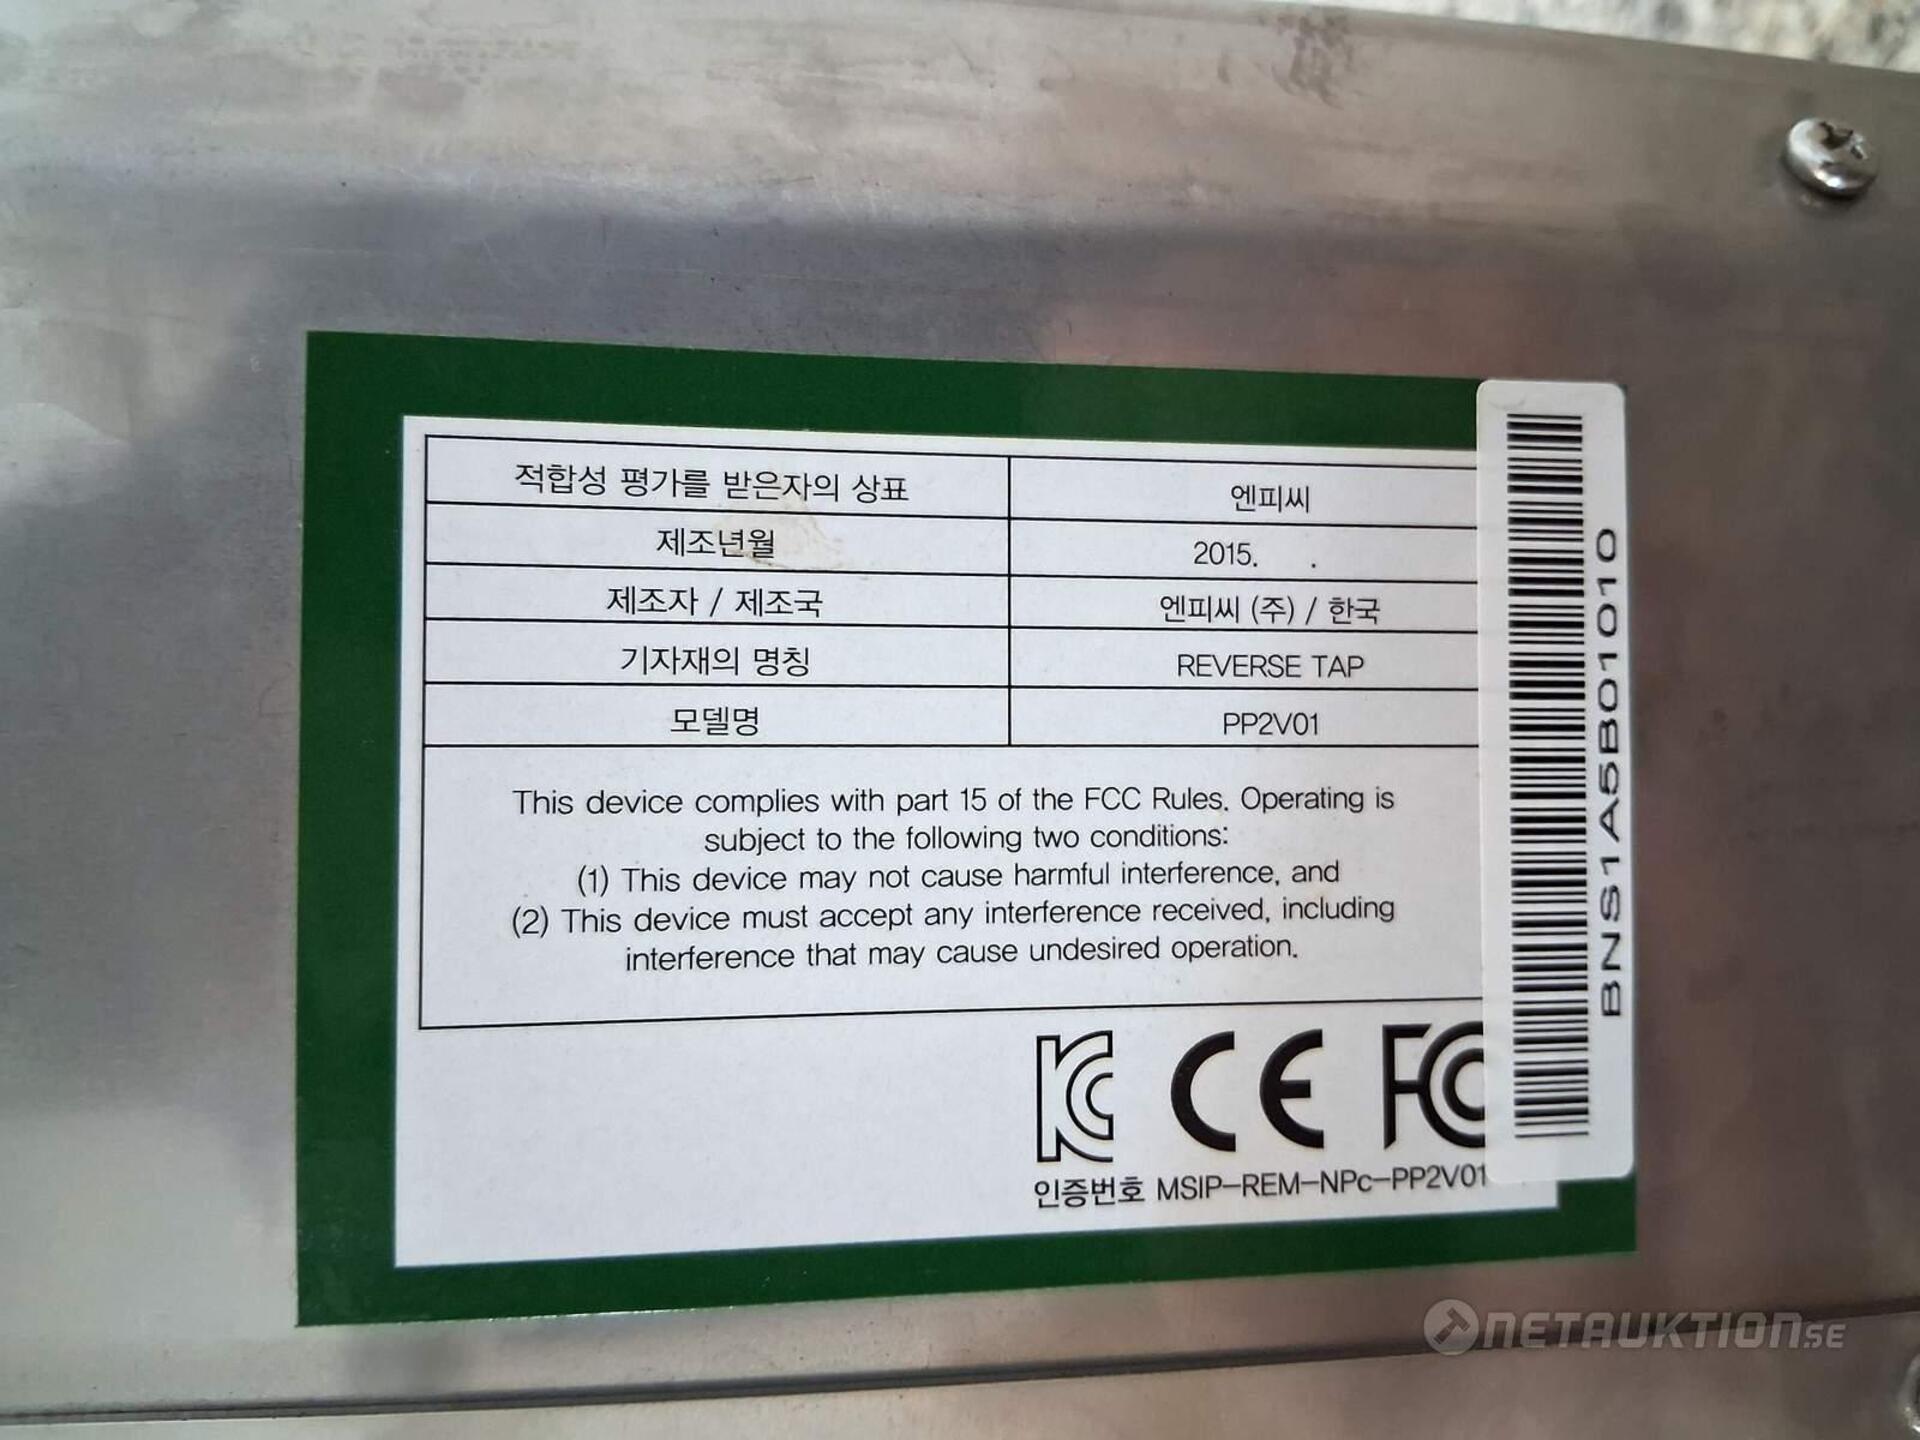 적합성 평가를 받은자의 상표 엔피씨
제조년월 2015. .
제조자 / 제조국 엔피씨 (주) / 한국
기자재의 명칭 REVERSE TAP
모델명 PP2V01
This device complies with part 15 of the FCC Rules. Operating is
subject to the following two conditions:
(1) This device may not cause harmful interference, and
(2) This device must accept any interference received, including
interference that may cause undesired operation.
KC CE FC
인증번호 MSIP-REM-NPc-PP2V01
BNS1A5B01010
NETAUKTION.SE